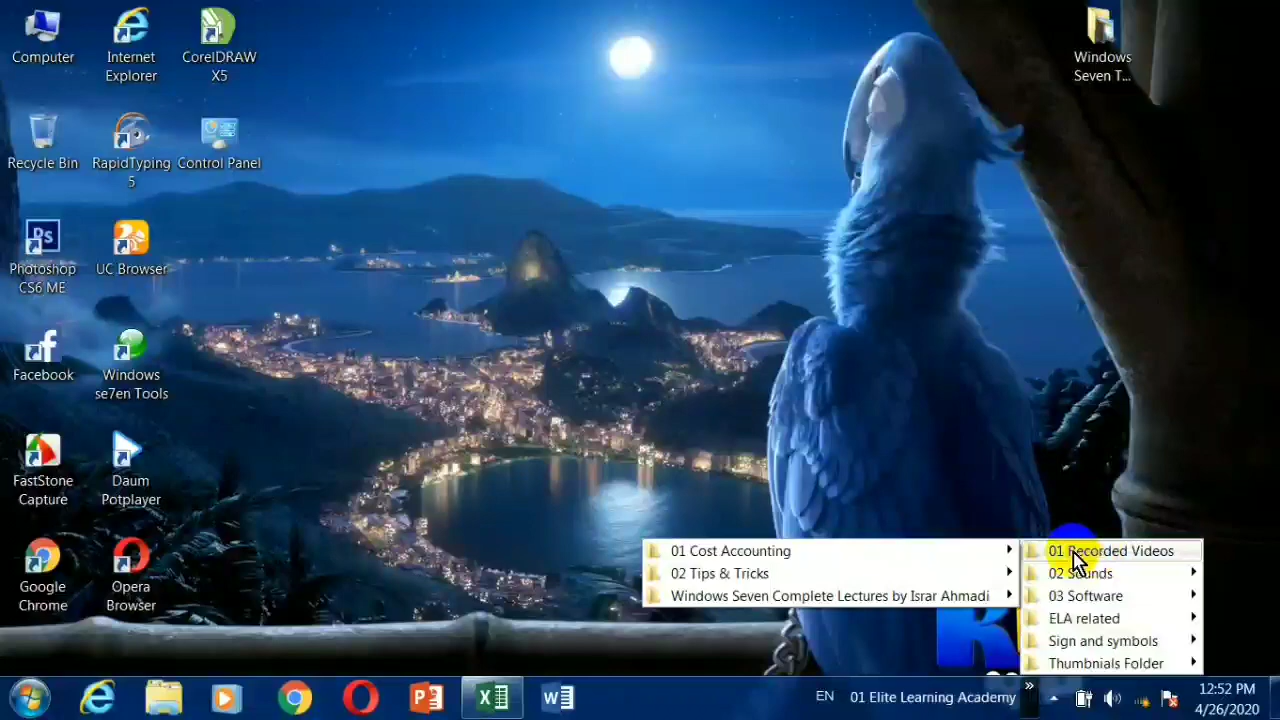 Computer
Internet
Explorer
CorelDRAW
X5
Windows
Seven T...
Recycle Bin
RapidTyping
5
Control Panel
Ps
Photoshop
CS6 ME
UC Browser
Facebook
Windows
se7en Tools
FastStone
Capture
Daum
Potplayer
Google
Chrome
Opera
Browser
01 Cost Accounting
02 Tips & Tricks
Windows Seven Complete Lectures by Israr Ahmadi
01 Recorded Videos
02 Sounds
03 Software
ELA related
Sign and symbols
Thumbnials Folder
EN
01 Elite Learning Academy
12:52 PM
4/26/2020